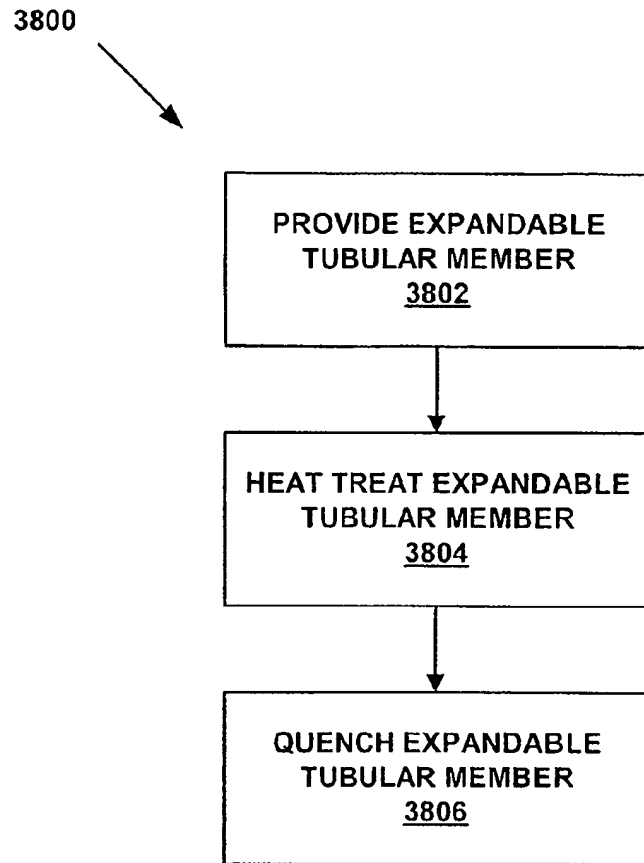 3800
PROVIDE EXPANDABLE
TUBULAR MEMBER
3802
HEAT TREAT EXPANDABLE
TUBULAR MEMBER
3804
QUENCH EXPANDABLE
TUBULAR MEMBER
3806